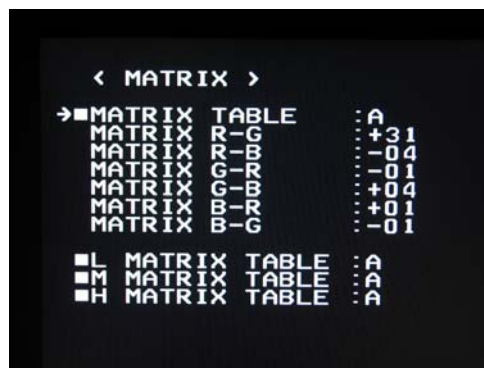 < MATRIX >
→■MATRIX TABLE :A
MATRIX R-G :+31
MATRIX R-B :-04
MATRIX G-R :-01
MATRIX G-B :+04
MATRIX B-R :+01
MATRIX B-G :-01
■L MATRIX TABLE :A
■M MATRIX TABLE :A
■H MATRIX TABLE :A